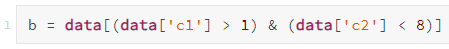 1 b = data[(data['c1'] > 1) & (data['c2'] < 8)]